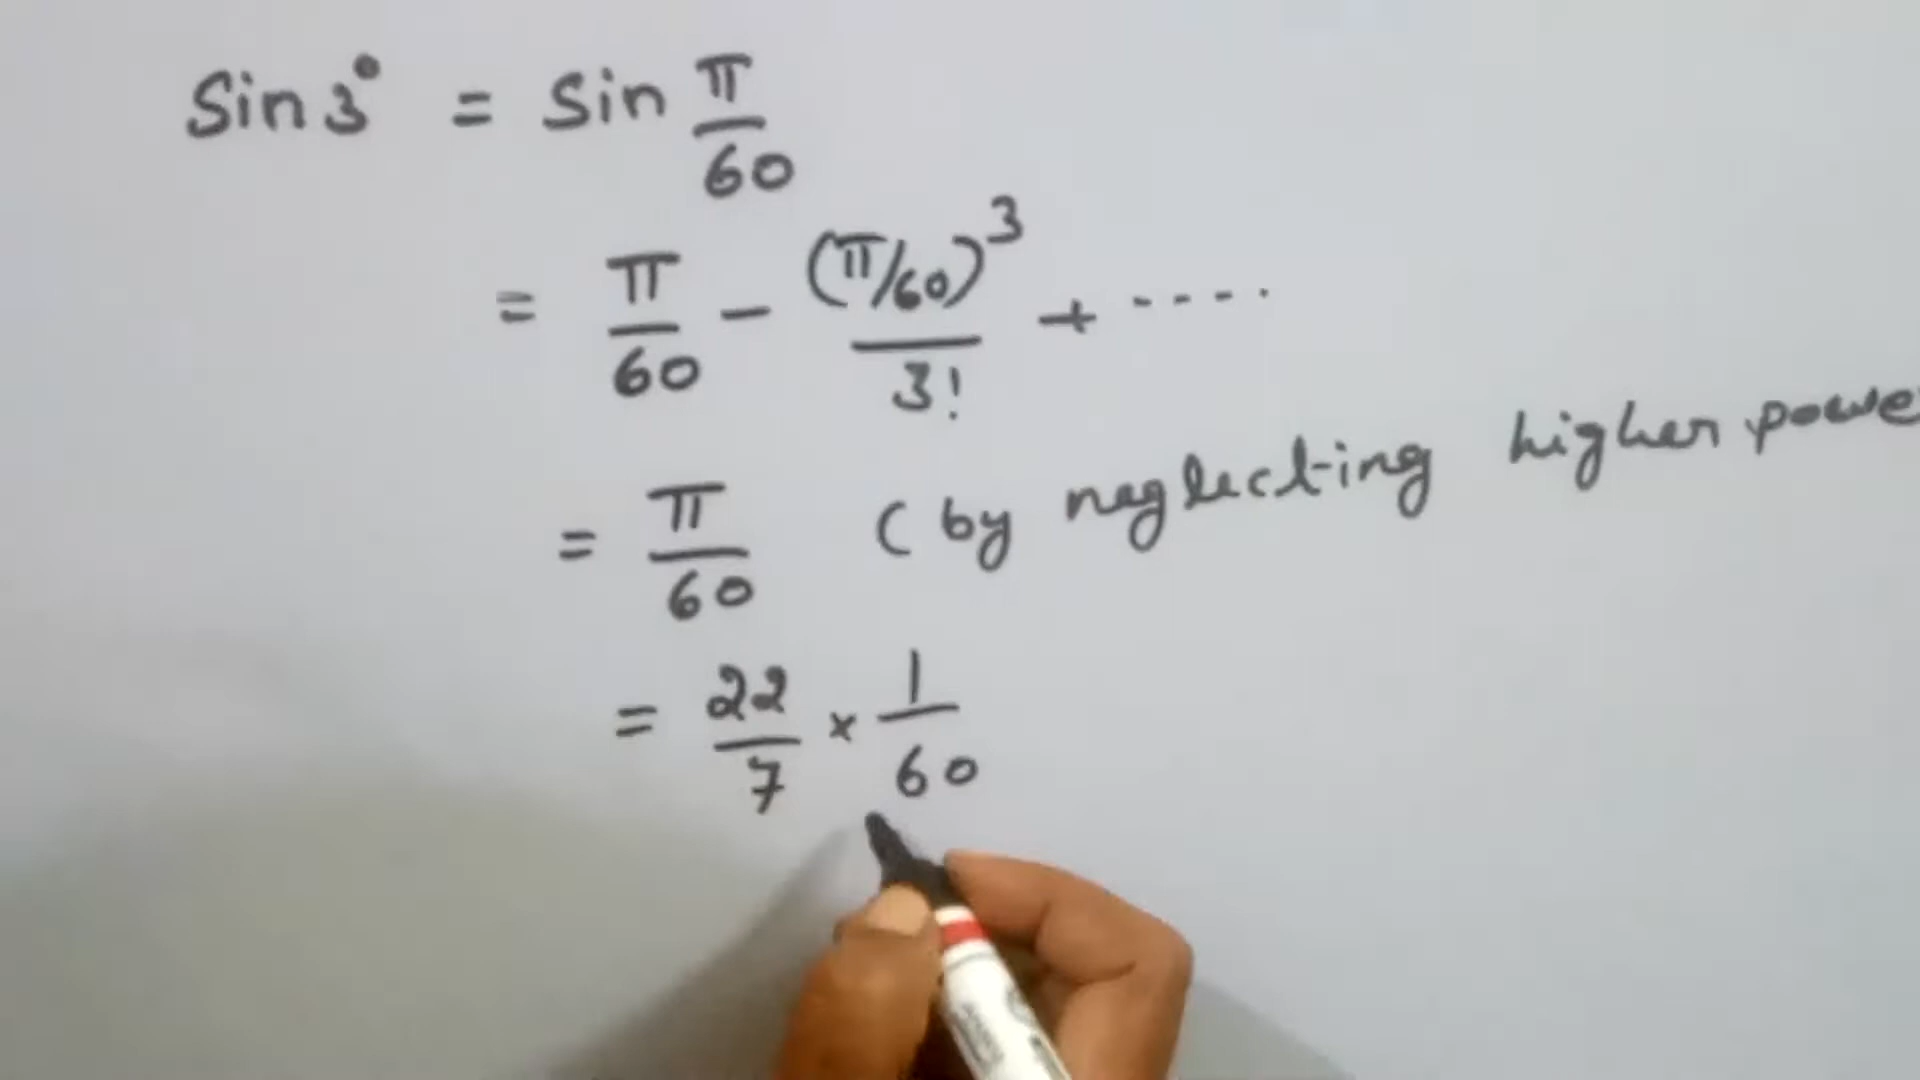 Sin 3° = Sin π/60
= π/60 - (π/60)³/3! + ----.
= π/60 (by neglecting higher powe
= 22/7 × 1/60